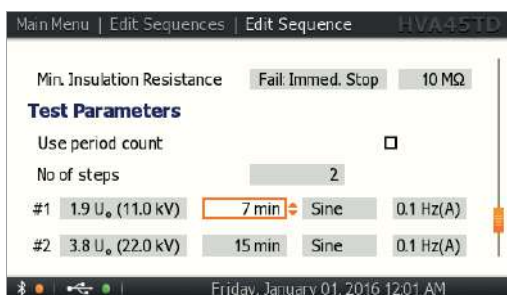 Main Menu | Edit Sequences | Edit Sequence HVA45TD
Min. Insulation Resistance Fail: Immed. Stop 10 MΩ
Test Parameters
Use period count
No of steps 2
#1 1.9 U₀ (11.0 kV) 7 min Sine 0.1 Hz(A)
#2 3.8 U₀ (22.0 kV) 15 min Sine 0.1 Hz(A)
Friday, January 01, 2016 12:01 AM